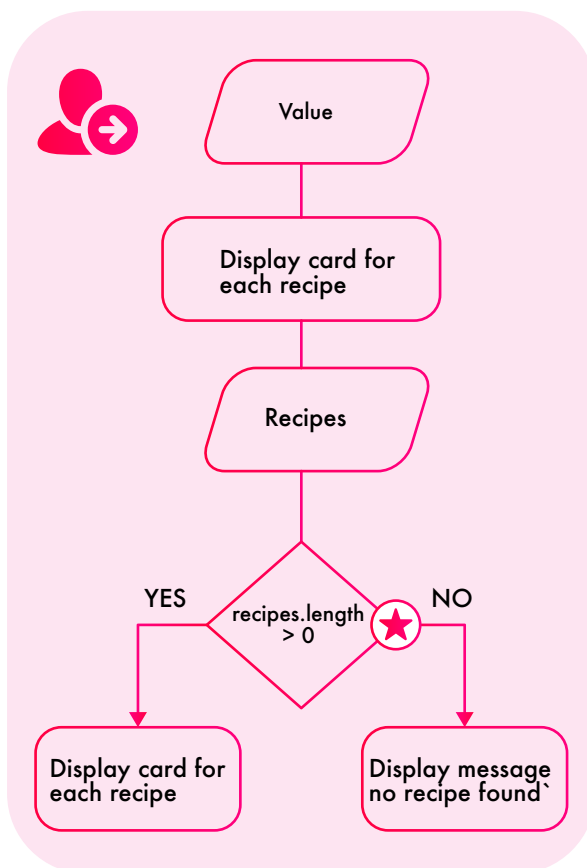 Value
Display card for
each recipe
Recipes
YES
NO
recipes.length
> 0
Display card for
each recipe
Display message
no recipe found`